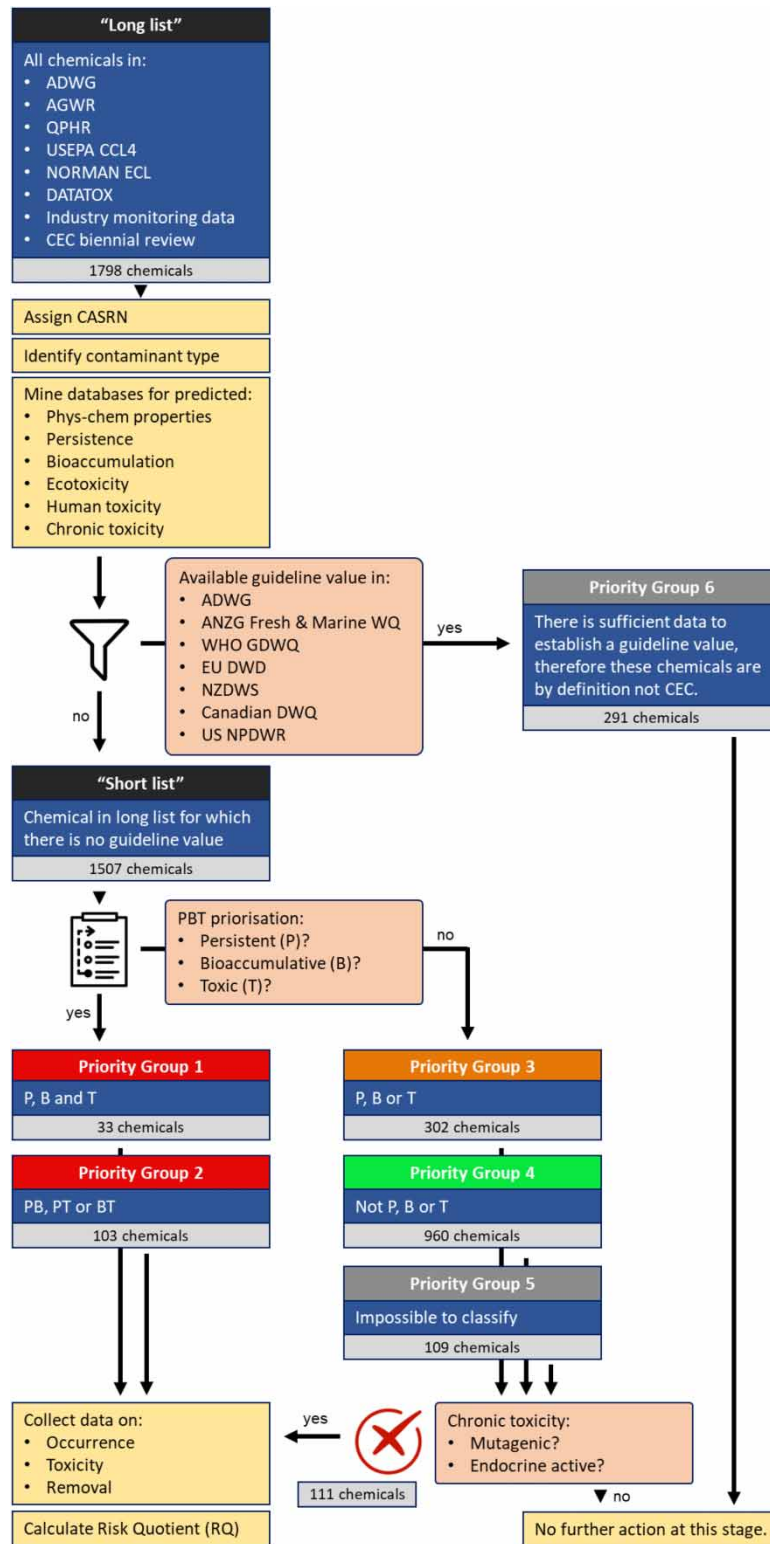 “Long list”
All chemicals in:
• ADWG
• AGWR
• QPHR
• USEPA CCL4
• NORMAN ECL
• DATATOX
• Industry monitoring data
• CEC biennial review
1798 chemicals
Assign CASRN
Identify contaminant type
Mine databases for predicted:
• Phys-chem properties
• Persistence
• Bioaccumulation
• Ecotoxicity
• Human toxicity
• Chronic toxicity
Available guideline value in:
• ADWG
• ANZG Fresh & Marine WQ
• WHO GDWQ
• EU DWD
• NZDWS
• Canadian DWQ
• US NPDWR
yes
Priority Group 6
There is sufficient data to
establish a guideline value,
therefore these chemicals are
by definition not CEC.
291 chemicals
no
“Short list”
Chemical in long list for which
there is no guideline value
1507 chemicals
PBT priorisation:
• Persistent (P)?
• Bioaccumulative (B)?
• Toxic (T)?
no
yes
Priority Group 1
P, B and T
33 chemicals
Priority Group 2
PB, PT or BT
103 chemicals
Priority Group 3
P, B or T
302 chemicals
Priority Group 4
Not P, B or T
960 chemicals
Priority Group 5
Impossible to classify
109 chemicals
Chronic toxicity:
• Mutagenic?
• Endocrine active?
yes
111 chemicals
no
Collect data on:
• Occurrence
• Toxicity
• Removal
Calculate Risk Quotient (RQ)
No further action at this stage.